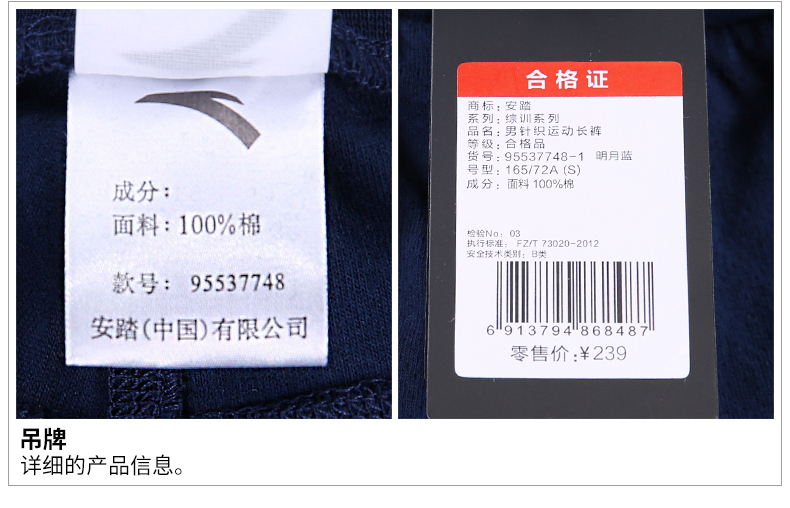 成分：
面料：100%棉
款号： 95537748
安踏(中国)有限公司
合格证
商标：安踏
系列：综训系列
品名：男针织运动长裤
等级：合格品
货号：95537748-1 明月蓝
号型：165/72A (S)
成分：面料 100%棉
检验No：03
执行标准： FZ/T 73020-2012
安全技术类别：B类
6 913794 868487
零售价：¥239
吊牌
详细的产品信息。